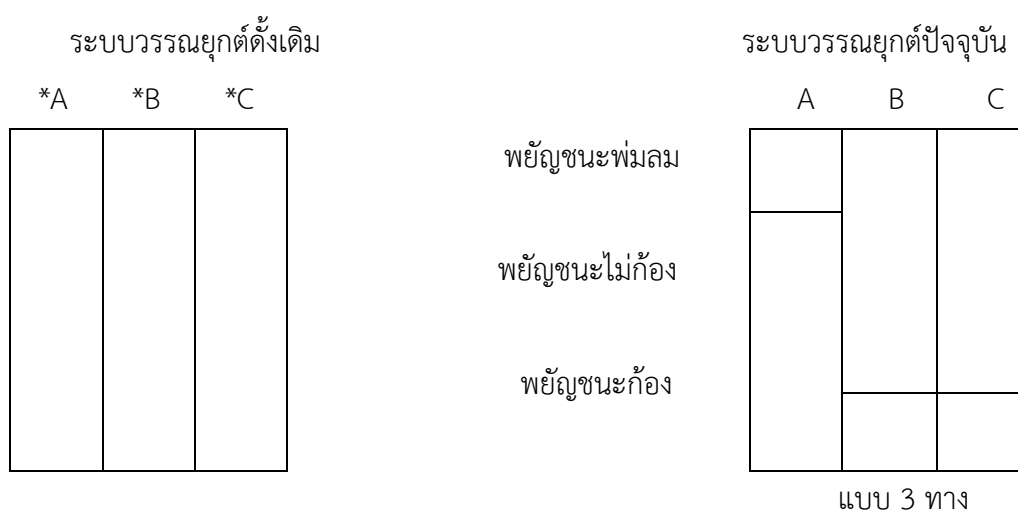 ระบบวรรณยุกต์ดั้งเดิม ระบบวรรณยุกต์ปัจจุบัน
*A *B *C A B C
พยัญชนะพ่มลม
พยัญชนะไม่ก้อง
พยัญชนะก้อง
แบบ 3 ทาง